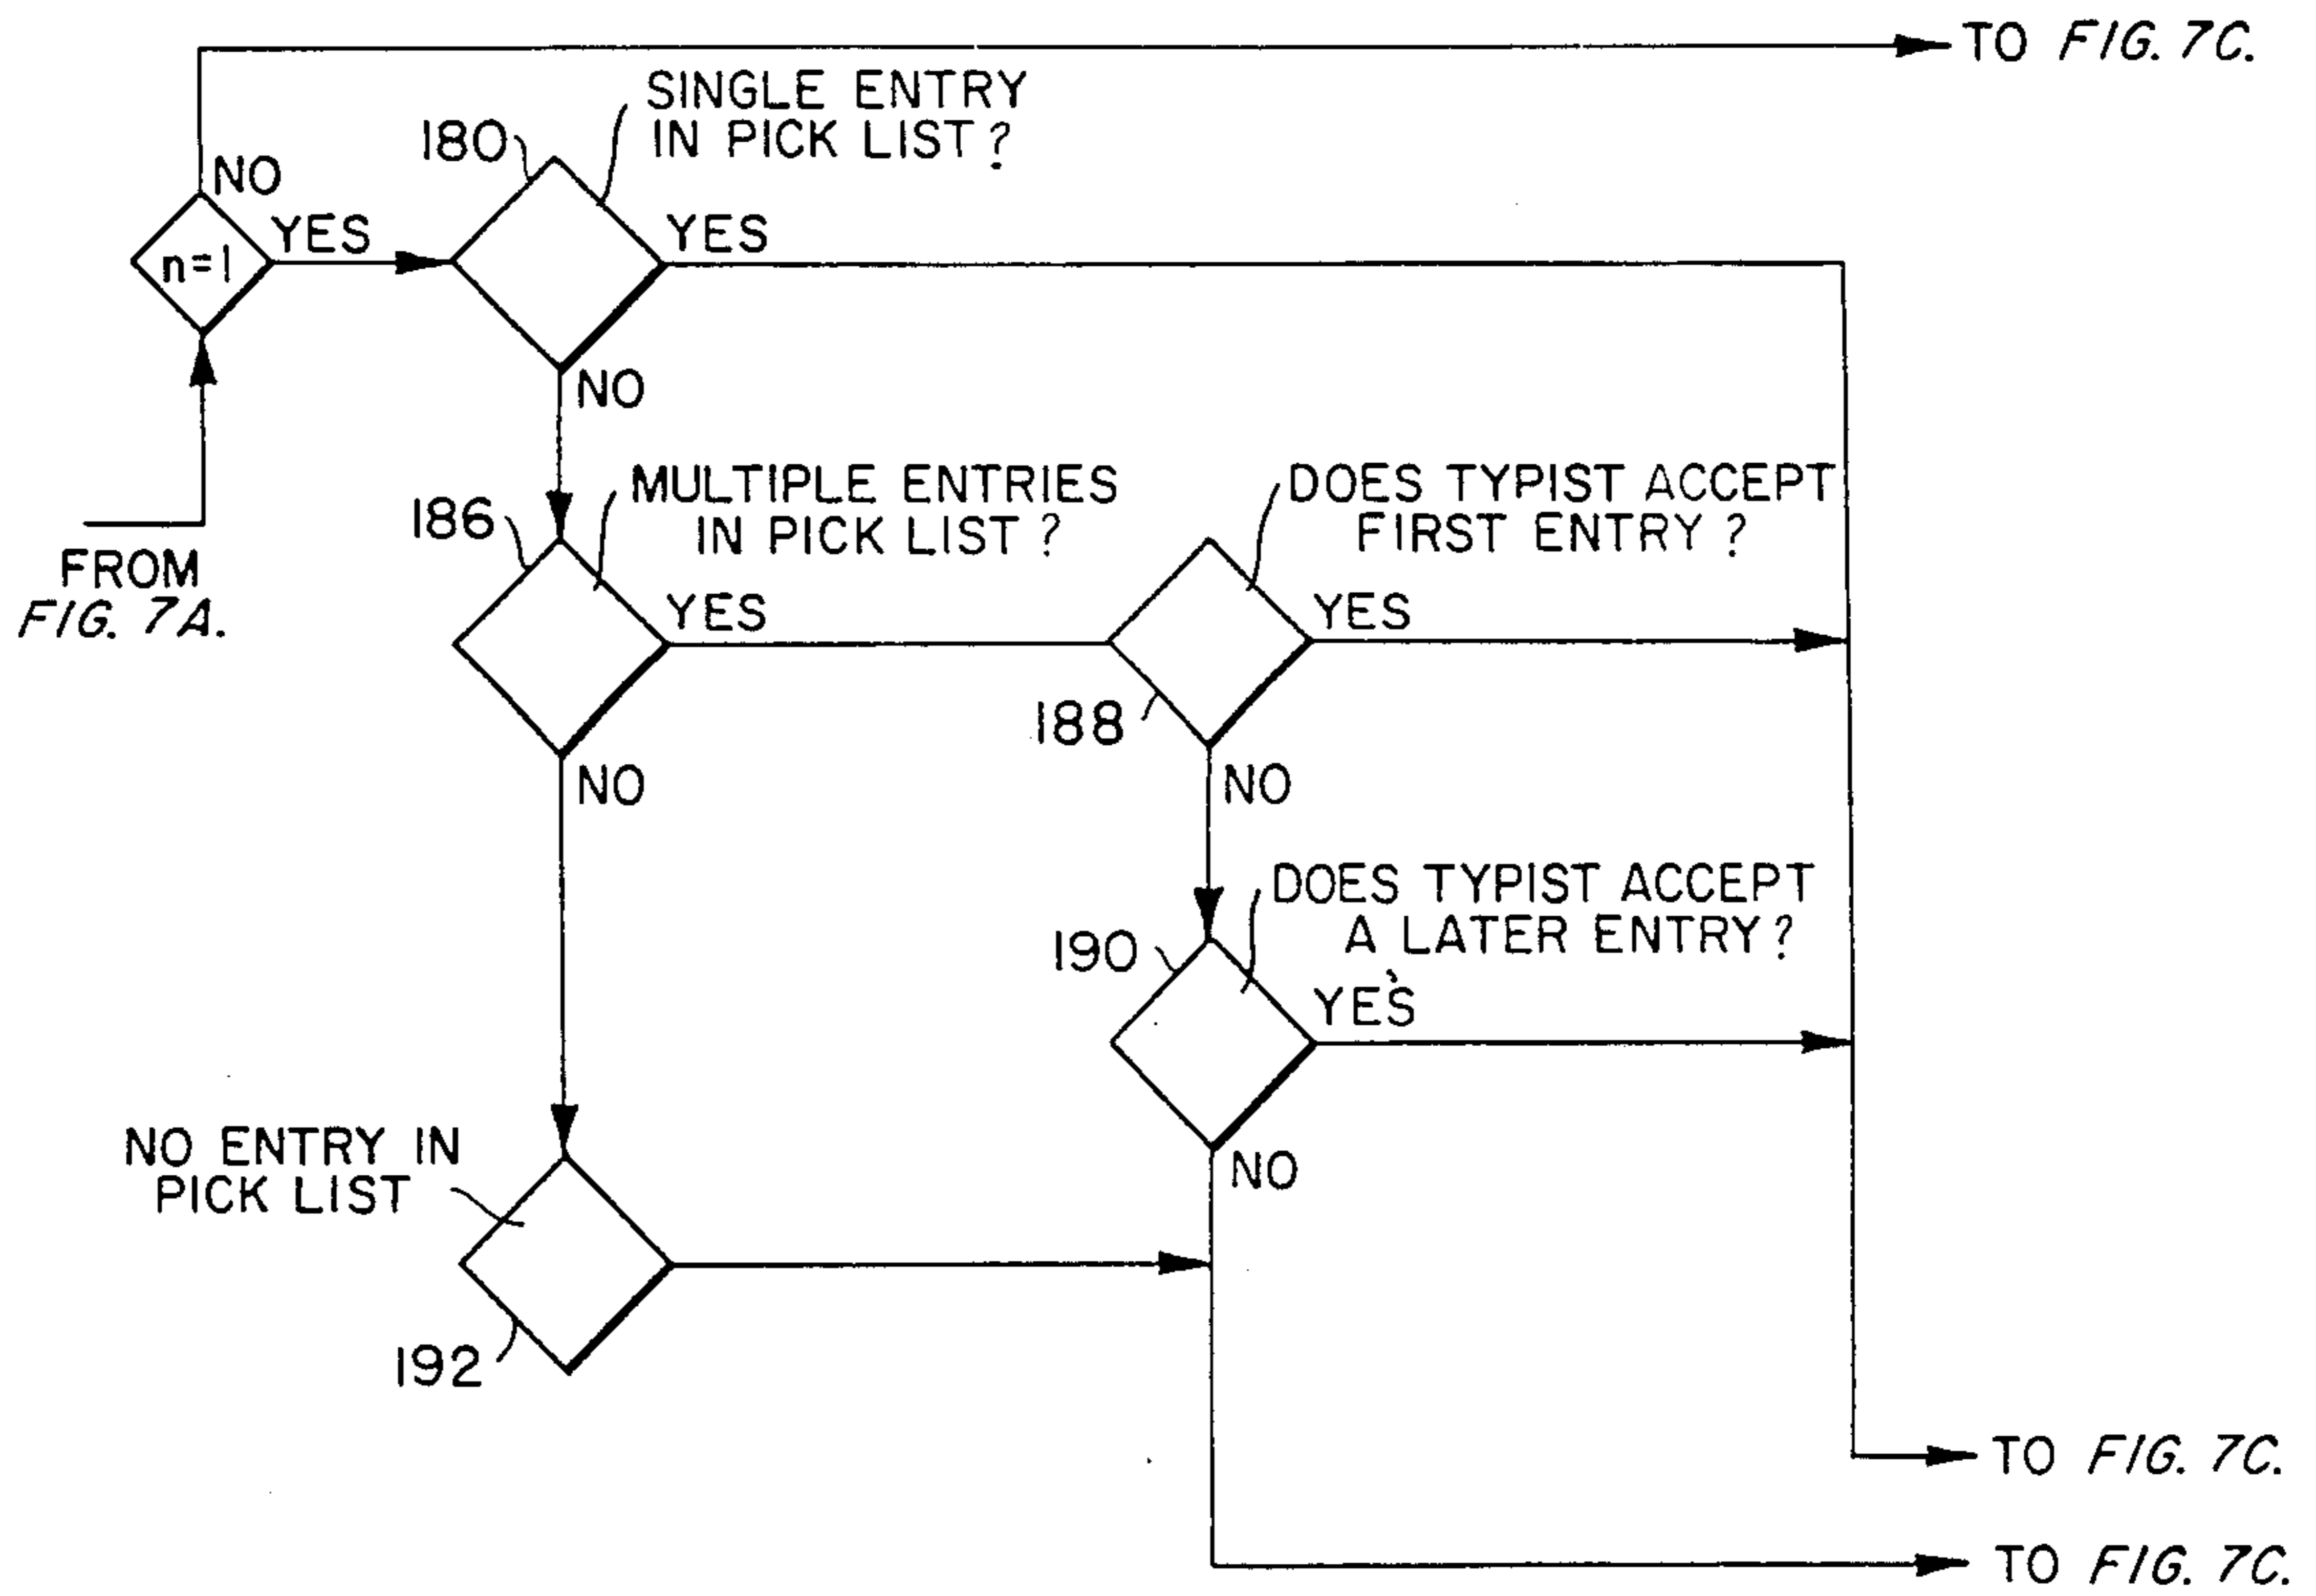 TO FIG. 7C.
SINGLE ENTRY
IN PICK LIST?
180
NO
YES
n=1
YES
NO
FROM
FIG. 7A.
186
MULTIPLE ENTRIES
IN PICK LIST?
YES
NO
DOES TYPIST ACCEPT
FIRST ENTRY?
YES
188
NO
DOES TYPIST ACCEPT
A LATER ENTRY?
190
YES
NO
NO ENTRY IN
PICK LIST
192
TO FIG. 7C.
TO FIG. 7C.